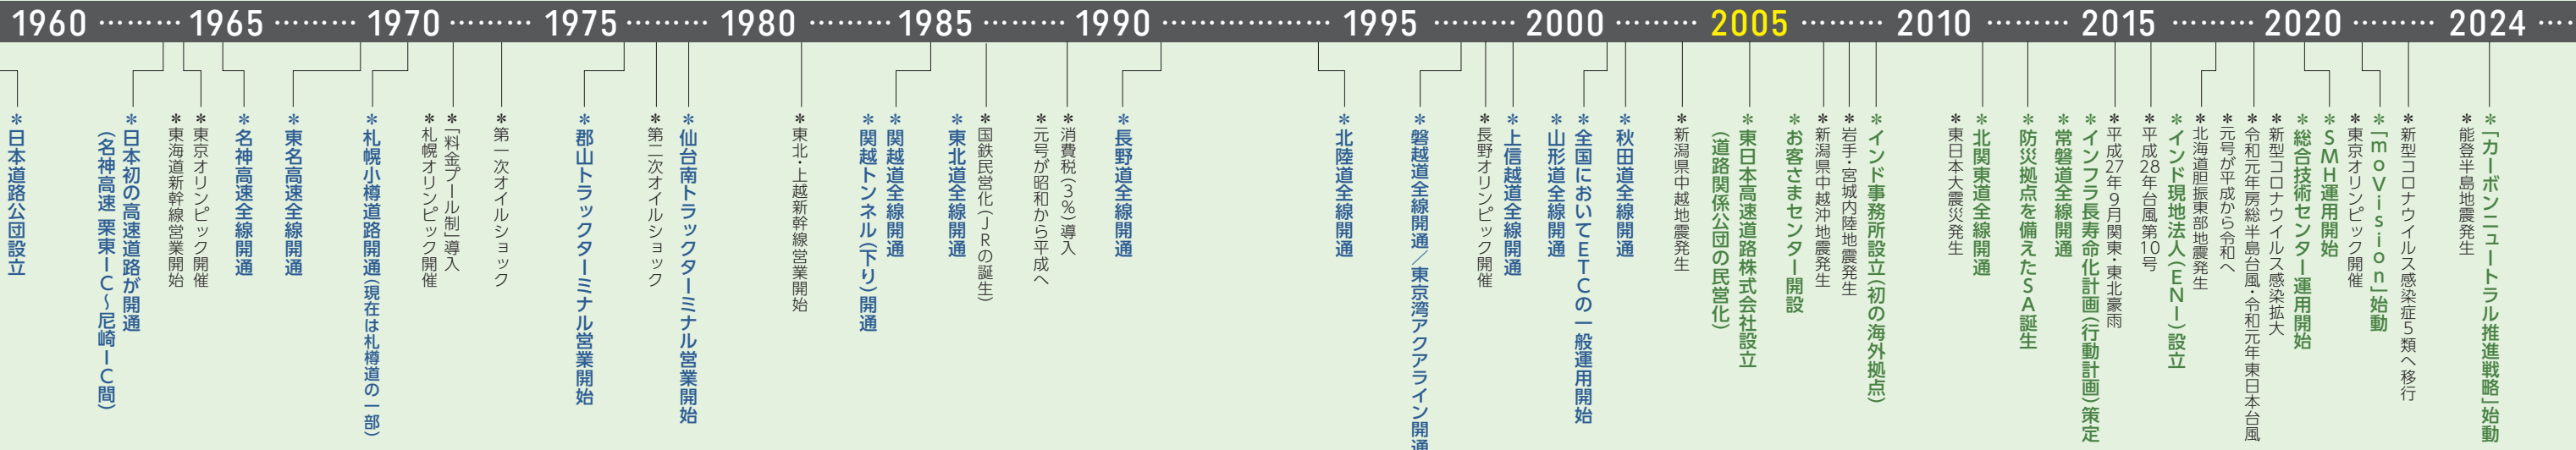 1960 ……… 1965 ……… 1970 ……… 1975 ……… 1980 ……… 1985 ……… 1990 ……………… 1995 ……… 2000 ……… 2005 ……… 2010 ……… 2015 ……… 2020 ……… 2024 ……
＊日本道路公団設立
＊日本初の高速道路が開通
（名神高速 栗東IC～尼崎IC間）
＊東海道新幹線営業開始
＊東京オリンピック開催
＊名神高速全線開通
＊東名高速全線開通
＊札幌小樽道路開通（現在は札樽道の一部）
＊札幌オリンピック開催
＊「料金プール制」導入
＊第一次オイルショック
＊郡山トラックターミナル営業開始
＊第二次オイルショック
＊仙台南トラックターミナル営業開始
＊東北・上越新幹線営業開始
＊関越トンネル（下り）開通
＊関越道全線開通
＊東北道全線開通
＊国鉄民営化（JRの誕生）
＊元号が昭和から平成へ
＊消費税（3％）導入
＊長野道全線開通
＊北陸道全線開通
＊磐越道全線開通／東京湾アクアライン開通
＊長野オリンピック開催
＊上信越道全線開通
＊山形道全線開通
＊全国においてETCの一般運用開始
＊秋田道全線開通
＊新潟県中越地震発生
＊東日本高速道路株式会社設立
（道路関係公団の民営化）
＊お客さまセンター開設
＊新潟県中越沖地震発生
＊岩手・宮城内陸地震発生
＊インド事務所設立（初の海外拠点）
＊東日本大震災発生
＊北関東道全線開通
＊防災拠点を備えたSA誕生
＊常磐道全線開通
＊インフラ長寿命化計画（行動計画）策定
＊平成27年9月関東・東北豪雨
＊平成28年台風第10号
＊インド現地法人（ENI）設立
＊北海道胆振東部地震発生
＊元号が平成から令和へ
＊令和元年房総半島台風・令和元年東日本台風
＊新型コロナウイルス感染拡大
＊総合技術センター運用開始
＊SMH運用開始
＊東京オリンピック開催
＊「moVision」始動
＊新型コロナウイルス感染症5類へ移行
＊能登半島地震発生
＊「カーボンニュートラル推進戦略」始動